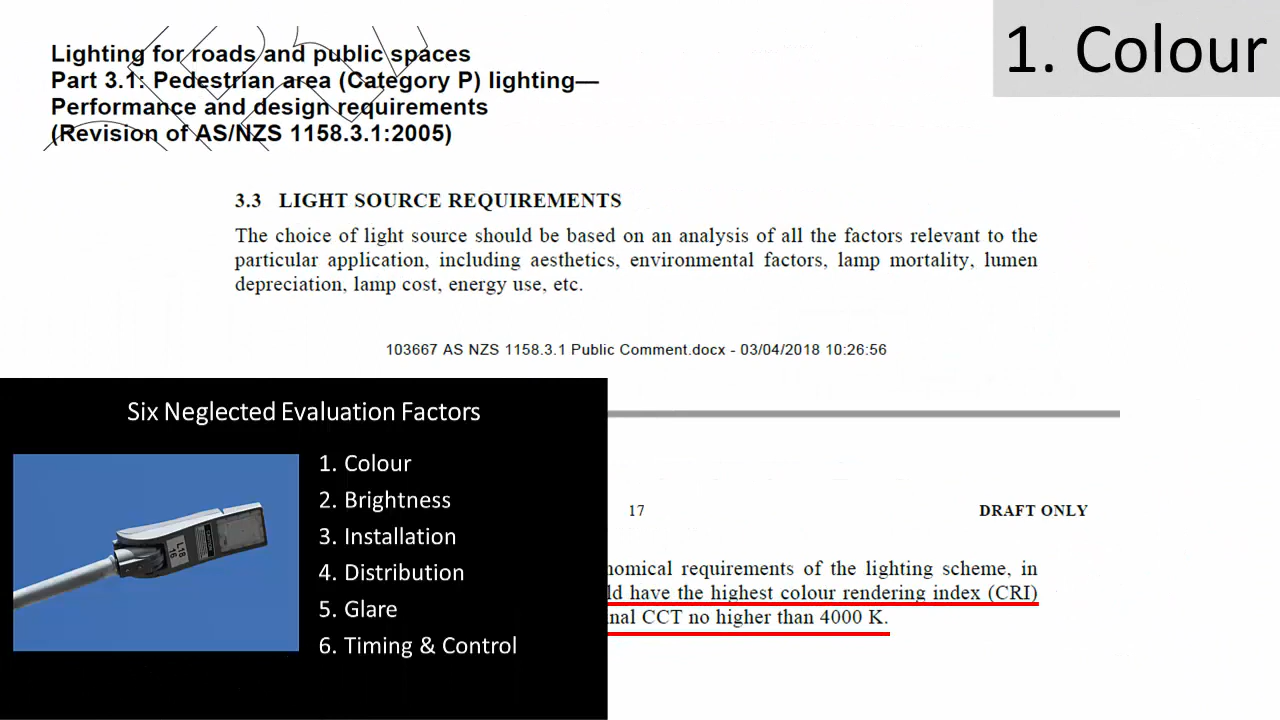 1. Colour
Lighting for roads and public spaces
Part 3.1: Pedestrian area (Category P) lighting—
Performance and design requirements
(Revision of AS/NZS 1158.3.1:2005)
3.3 LIGHT SOURCE REQUIREMENTS
The choice of light source should be based on an analysis of all the factors relevant to the
particular application, including aesthetics, environmental factors, lamp mortality, lumen
depreciation, lamp cost, energy use, etc.
103667 AS NZS 1158.3.1 Public Comment.docx - 03/04/2018 10:26:56
Six Neglected Evaluation Factors
1. Colour
2. Brightness
3. Installation
4. Distribution
5. Glare
6. Timing & Control
L18
16
17
DRAFT ONLY
nomical requirements of the lighting scheme, in
ld have the highest colour rendering index (CRI)
nal CCT no higher than 4000 K.